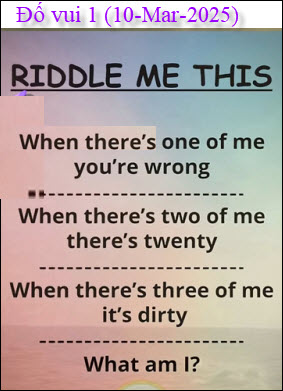 Đố vui 1 (10-Mar-2025)
RIDDLE ME THIS
When there's one of me
you're wrong
-----------------------
When there's two of me
there's twenty
-----------------------
When there's three of me
it's dirty
-----------------------
What am I?